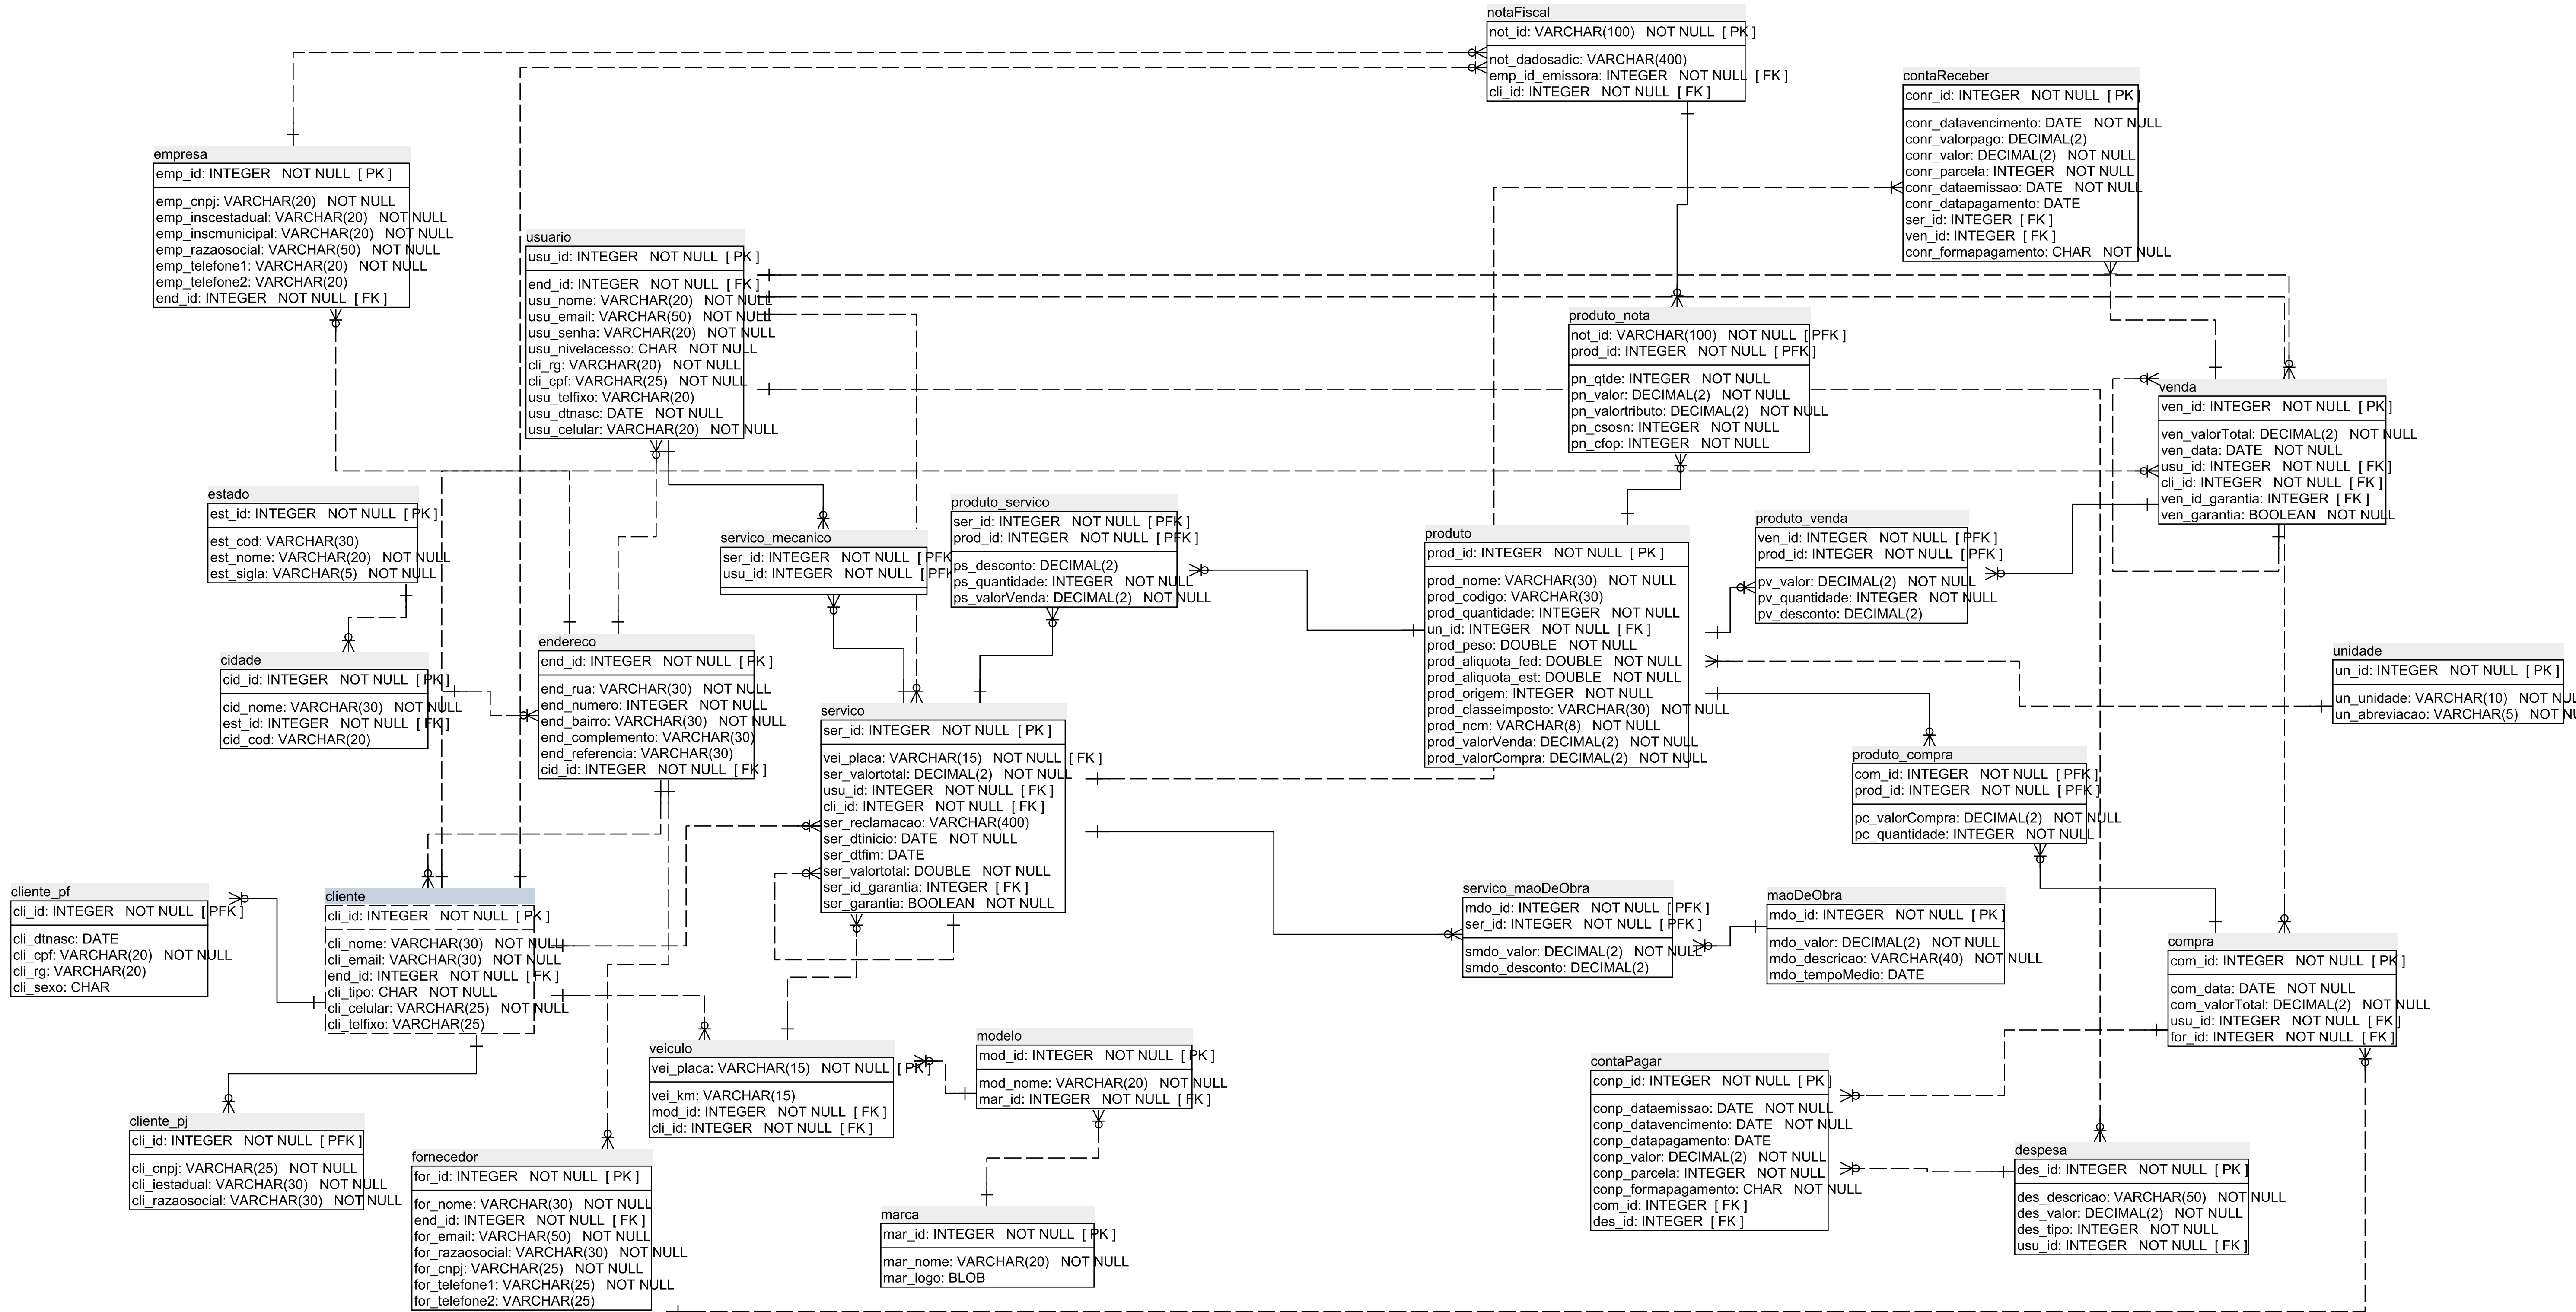 notaFiscal
not_id: VARCHAR(100)   NOT NULL  [ PK ]
not_dadosadic: VARCHAR(400)
emp_id_emissora: INTEGER   NOT NULL  [ FK ]
cli_id: INTEGER   NOT NULL  [ FK ]
contaReceber
conr_id: INTEGER   NOT NULL  [ PK ]
conr_datavencimento: DATE   NOT NULL
conr_valorpago: DECIMAL(2)
conr_valor: DECIMAL(2)   NOT NULL
conr_parcela: INTEGER   NOT NULL
conr_dataemissao: DATE   NOT NULL
conr_datapagamento: DATE
ser_id: INTEGER  [ FK ]
ven_id: INTEGER  [ FK ]
conr_formapagamento: CHAR   NOT NULL
empresa
emp_id: INTEGER   NOT NULL  [ PK ]
emp_cnpj: VARCHAR(20)   NOT NULL
emp_inscestadual: VARCHAR(20)   NOT NULL
emp_inscmunicipal: VARCHAR(20)   NOT NULL
emp_razaosocial: VARCHAR(50)   NOT NULL
emp_telefone1: VARCHAR(20)   NOT NULL
emp_telefone2: VARCHAR(20)
end_id: INTEGER   NOT NULL  [ FK ]
usuario
usu_id: INTEGER   NOT NULL  [ PK ]
end_id: INTEGER   NOT NULL  [ FK ]
usu_nome: VARCHAR(20)   NOT NULL
usu_email: VARCHAR(50)   NOT NULL
usu_senha: VARCHAR(20)   NOT NULL
usu_nivelacesso: CHAR   NOT NULL
cli_rg: VARCHAR(20)   NOT NULL
cli_cpf: VARCHAR(25)   NOT NULL
usu_telfixo: VARCHAR(20)
usu_dtnasc: DATE   NOT NULL
usu_celular: VARCHAR(20)   NOT NULL
produto_nota
not_id: VARCHAR(100)   NOT NULL  [ PFK ]
prod_id: INTEGER   NOT NULL  [ PFK ]
pn_qtde: INTEGER   NOT NULL
pn_valor: DECIMAL(2)   NOT NULL
pn_valortributo: DECIMAL(2)   NOT NULL
pn_csosn: INTEGER   NOT NULL
pn_cfop: INTEGER   NOT NULL
venda
ven_id: INTEGER   NOT NULL  [ PK ]
ven_valorTotal: DECIMAL(2)   NOT NULL
ven_data: DATE   NOT NULL
usu_id: INTEGER   NOT NULL  [ FK ]
cli_id: INTEGER   NOT NULL  [ FK ]
ven_id_garantia: INTEGER  [ FK ]
ven_garantia: BOOLEAN   NOT NULL
estado
est_id: INTEGER   NOT NULL  [ PK ]
est_cod: VARCHAR(30)
est_nome: VARCHAR(20)   NOT NULL
est_sigla: VARCHAR(5)   NOT NULL
servico_mecanico
ser_id: INTEGER   NOT NULL  [ PFK
usu_id: INTEGER   NOT NULL  [ PFK
produto_servico
ser_id: INTEGER   NOT NULL  [ PFK ]
prod_id: INTEGER   NOT NULL  [ PFK ]
ps_desconto: DECIMAL(2)
ps_quantidade: INTEGER   NOT NULL
ps_valorVenda: DECIMAL(2)   NOT NULL
produto
prod_id: INTEGER   NOT NULL  [ PK ]
prod_nome: VARCHAR(30)   NOT NULL
prod_codigo: VARCHAR(30)
prod_quantidade: INTEGER   NOT NULL
un_id: INTEGER   NOT NULL  [ FK ]
prod_peso: DOUBLE   NOT NULL
prod_aliquota_fed: DOUBLE   NOT NULL
prod_aliquota_est: DOUBLE   NOT NULL
prod_origem: INTEGER   NOT NULL
prod_classeimposto: VARCHAR(30)   NOT NULL
prod_ncm: VARCHAR(8)   NOT NULL
prod_valorVenda: DECIMAL(2)   NOT NULL
prod_valorCompra: DECIMAL(2)   NOT NULL
produto_venda
ven_id: INTEGER   NOT NULL  [ PFK ]
prod_id: INTEGER   NOT NULL  [ PFK ]
pv_valor: DECIMAL(2)   NOT NULL
pv_quantidade: INTEGER   NOT NULL
pv_desconto: DECIMAL(2)
unidade
un_id: INTEGER   NOT NULL  [ PK ]
un_unidade: VARCHAR(10)   NOT NU
un_abreviacao: VARCHAR(5)   NOT N
cidade
cid_id: INTEGER   NOT NULL  [ PK ]
cid_nome: VARCHAR(30)   NOT NULL
est_id: INTEGER   NOT NULL  [ FK ]
cid_cod: VARCHAR(20)
endereco
end_id: INTEGER   NOT NULL  [ PK ]
end_rua: VARCHAR(30)   NOT NULL
end_numero: INTEGER   NOT NULL
end_bairro: VARCHAR(30)   NOT NULL
end_complemento: VARCHAR(30)
end_referencia: VARCHAR(30)
cid_id: INTEGER   NOT NULL  [ FK ]
servico
ser_id: INTEGER   NOT NULL  [ PK ]
vei_placa: VARCHAR(15)   NOT NULL  [ FK ]
ser_valortotal: DECIMAL(2)   NOT NULL
usu_id: INTEGER   NOT NULL  [ FK ]
cli_id: INTEGER   NOT NULL  [ FK ]
ser_reclamacao: VARCHAR(400)
ser_dtinicio: DATE   NOT NULL
ser_dtfim: DATE
ser_valortotal: DOUBLE   NOT NULL
ser_id_garantia: INTEGER  [ FK ]
ser_garantia: BOOLEAN   NOT NULL
produto_compra
com_id: INTEGER   NOT NULL  [ PFK ]
prod_id: INTEGER   NOT NULL  [ PFK ]
pc_valorCompra: DECIMAL(2)   NOT NULL
pc_quantidade: INTEGER   NOT NULL
cliente_pf
cli_id: INTEGER   NOT NULL  [ PFK ]
cli_dtnasc: DATE
cli_cpf: VARCHAR(20)   NOT NULL
cli_rg: VARCHAR(20)
cli_sexo: CHAR
cliente
cli_id: INTEGER   NOT NULL  [ PK ]
cli_nome: VARCHAR(30)   NOT NULL
cli_email: VARCHAR(30)   NOT NULL
end_id: INTEGER   NOT NULL  [ FK ]
cli_tipo: CHAR   NOT NULL
cli_celular: VARCHAR(25)   NOT NULL
cli_telfixo: VARCHAR(25)
servico_maoDeObra
mdo_id: INTEGER   NOT NULL  [ PFK ]
ser_id: INTEGER   NOT NULL  [ PFK ]
smdo_valor: DECIMAL(2)   NOT NULL
smdo_desconto: DECIMAL(2)
maoDeObra
mdo_id: INTEGER   NOT NULL  [ PK ]
mdo_valor: DECIMAL(2)   NOT NULL
mdo_descricao: VARCHAR(40)   NOT NULL
mdo_tempoMedio: DATE
compra
com_id: INTEGER   NOT NULL  [ PK ]
com_data: DATE   NOT NULL
com_valorTotal: DECIMAL(2)   NOT NULL
usu_id: INTEGER   NOT NULL  [ FK ]
for_id: INTEGER   NOT NULL  [ FK ]
veiculo
vei_placa: VARCHAR(15)   NOT NULL  [ PK ]
vei_km: VARCHAR(15)
mod_id: INTEGER   NOT NULL  [ FK ]
cli_id: INTEGER   NOT NULL  [ FK ]
modelo
mod_id: INTEGER   NOT NULL  [ PK ]
mod_nome: VARCHAR(20)   NOT NULL
mar_id: INTEGER   NOT NULL  [ FK ]
contaPagar
conp_id: INTEGER   NOT NULL  [ PK ]
conp_dataemissao: DATE   NOT NULL
conp_datavencimento: DATE   NOT NULL
conp_datapagamento: DATE
conp_valor: DECIMAL(2)   NOT NULL
conp_parcela: INTEGER   NOT NULL
conp_formapagamento: CHAR   NOT NULL
com_id: INTEGER  [ FK ]
des_id: INTEGER  [ FK ]
cliente_pj
cli_id: INTEGER   NOT NULL  [ PFK ]
cli_cnpj: VARCHAR(25)   NOT NULL
cli_iestadual: VARCHAR(30)   NOT NULL
cli_razaosocial: VARCHAR(30)   NOT NULL
fornecedor
for_id: INTEGER   NOT NULL  [ PK ]
for_nome: VARCHAR(30)   NOT NULL
end_id: INTEGER   NOT NULL  [ FK ]
for_email: VARCHAR(50)   NOT NULL
for_razaosocial: VARCHAR(30)   NOT NULL
for_cnpj: VARCHAR(25)   NOT NULL
for_telefone1: VARCHAR(25)   NOT NULL
for_telefone2: VARCHAR(25)
marca
mar_id: INTEGER   NOT NULL  [ PK ]
mar_nome: VARCHAR(20)   NOT NULL
mar_logo: BLOB
despesa
des_id: INTEGER   NOT NULL  [ PK ]
des_descricao: VARCHAR(50)   NOT NULL
des_valor: DECIMAL(2)   NOT NULL
des_tipo: INTEGER   NOT NULL
usu_id: INTEGER   NOT NULL  [ FK ]